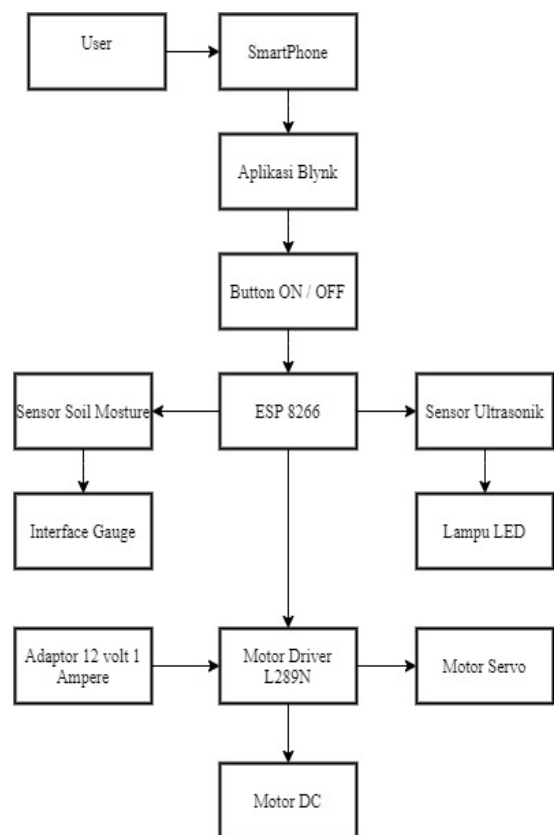 User
SmartPhone
Aplikasi Blynk
Button ON / OFF
Sensor Soil Mosture
ESP 8266
Sensor Ultrasonik
Interface Gauge
Lampu LED
Adaptor 12 volt 1
Ampere
Motor Driver
L289N
Motor Servo
Motor DC